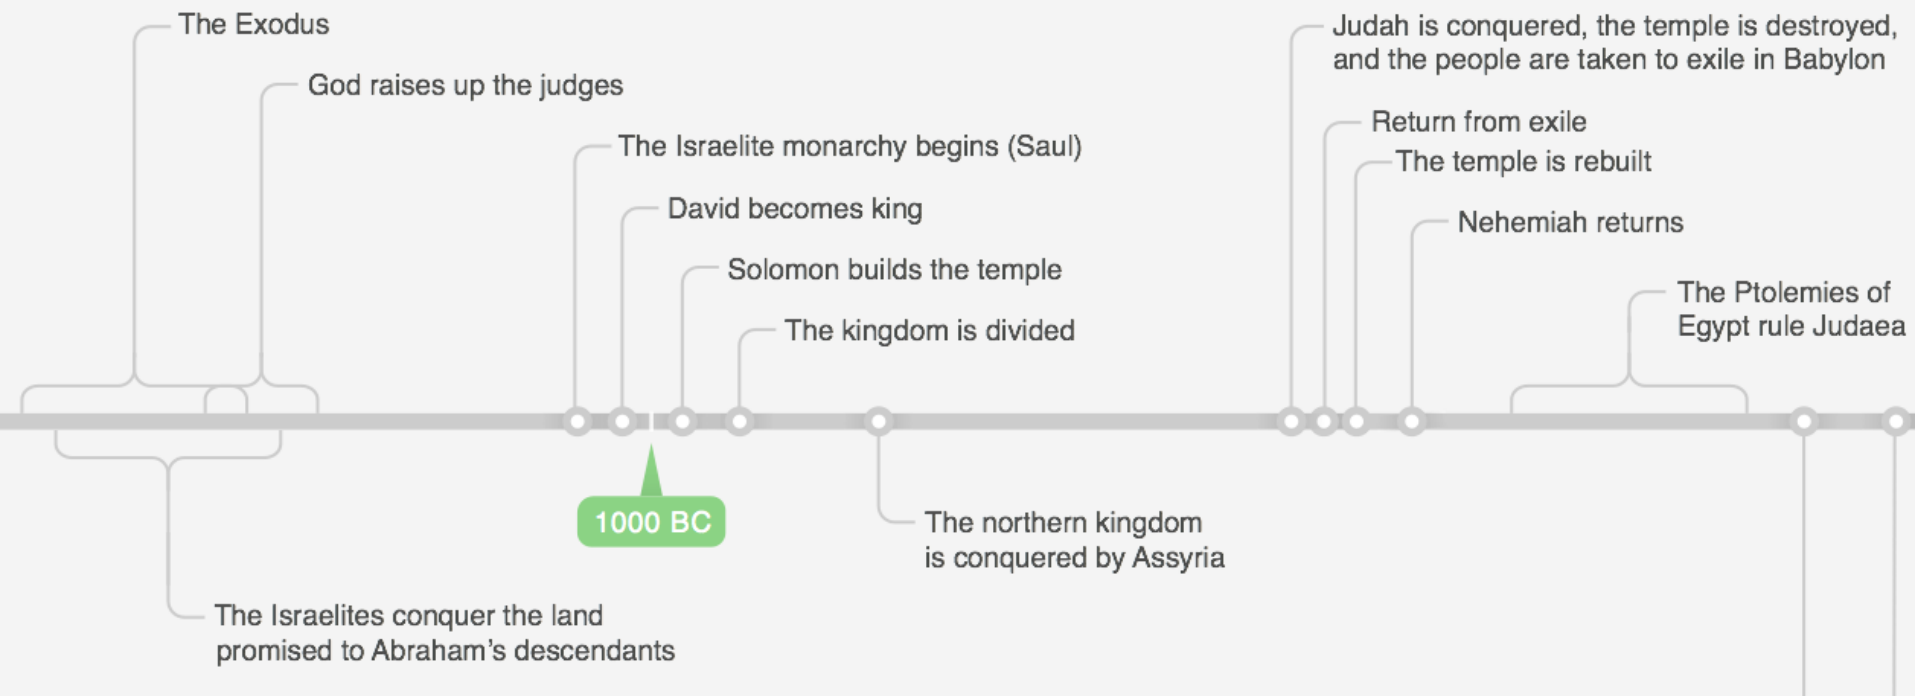 The Exodus
God raises up the judges
The Israelite monarchy begins (Saul)
David becomes king
Solomon builds the temple
The kingdom is divided
Judah is conquered, the temple is destroyed,
and the people are taken to exile in Babylon
Return from exile
The temple is rebuilt
Nehemiah returns
The Ptolemies of
Egypt rule Judaea
1000 BC
The northern kingdom
is conquered by Assyria
The Israelites conquer the land
promised to Abraham’s descendants